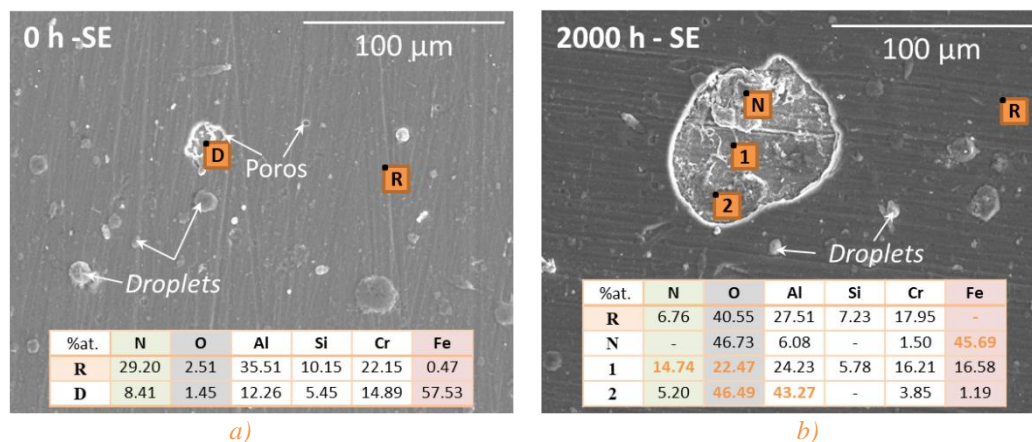 0 h -SE
100 µm
D
Poros
R
Droplets
%at. N O Al Si Cr Fe
R 29.20 2.51 35.51 10.15 22.15 0.47
D 8.41 1.45 12.26 5.45 14.89 57.53
a)
2000 h - SE
100 µm
N
R
1
2
Droplets
%at. N O Al Si Cr Fe
R 6.76 40.55 27.51 7.23 17.95 -
N - 46.73 6.08 - 1.50 45.69
1 14.74 22.47 24.23 5.78 16.21 16.58
2 5.20 46.49 43.27 - 3.85 1.19
b)